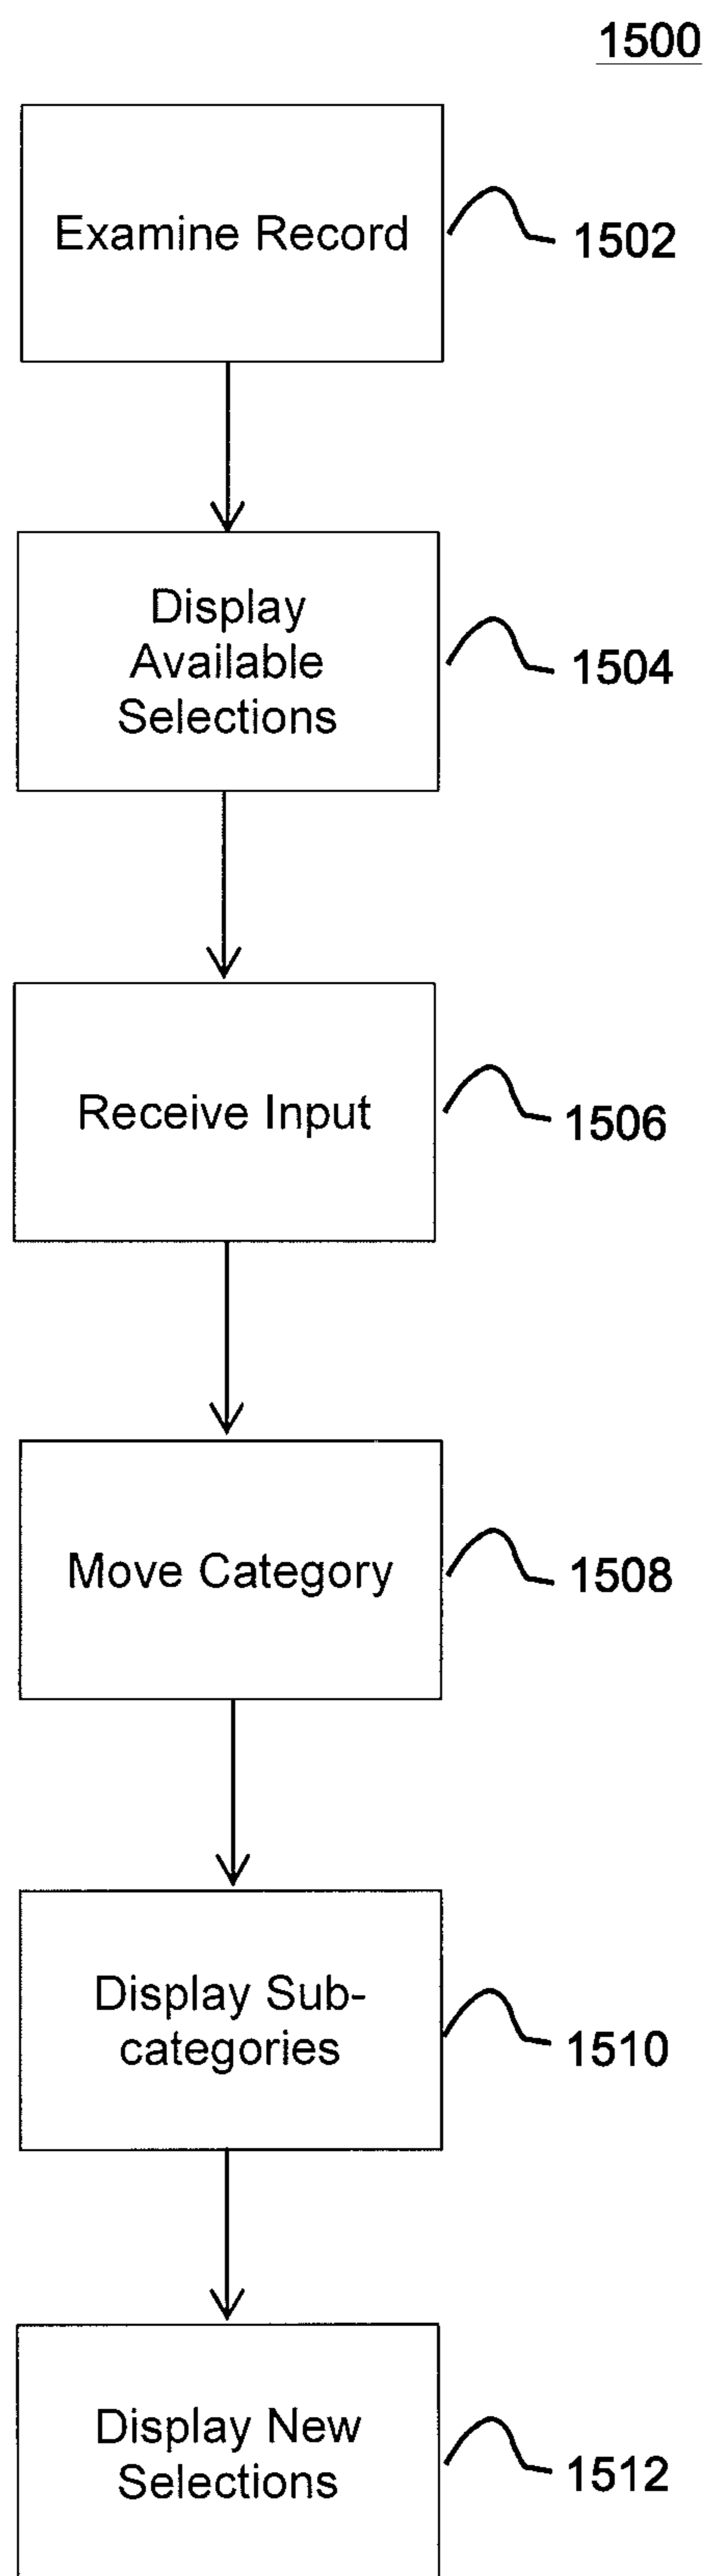 1500
Examine Record
1502
Display
Available
Selections
1504
Receive Input
1506
Move Category
1508
Display Sub-
categories
1510
Display New
Selections
1512